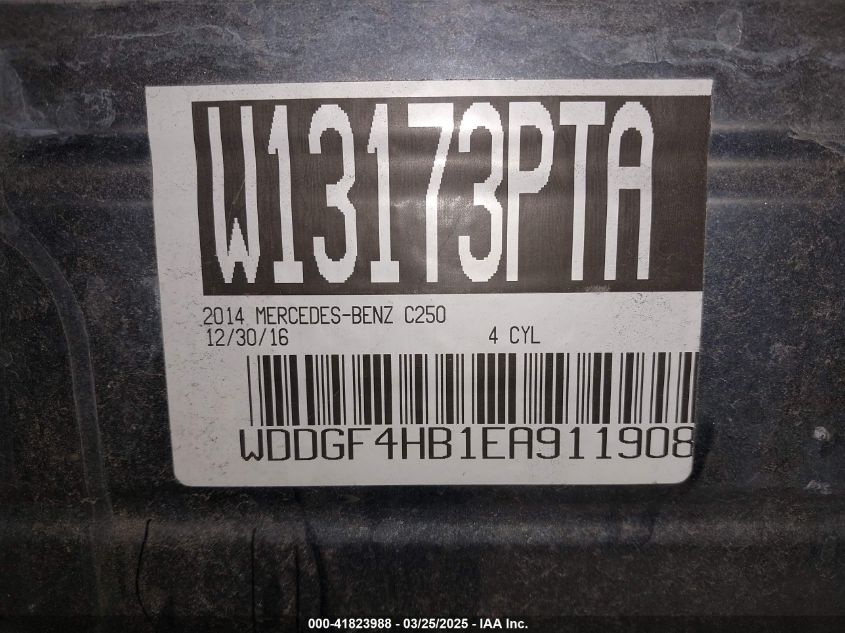 W13173PTA
2014 MERCEDES-BENZ C250
12/30/16 4 CYL
WDDGF4HB1EA911908
000-41823988 - 03/25/2025 - IAA Inc.